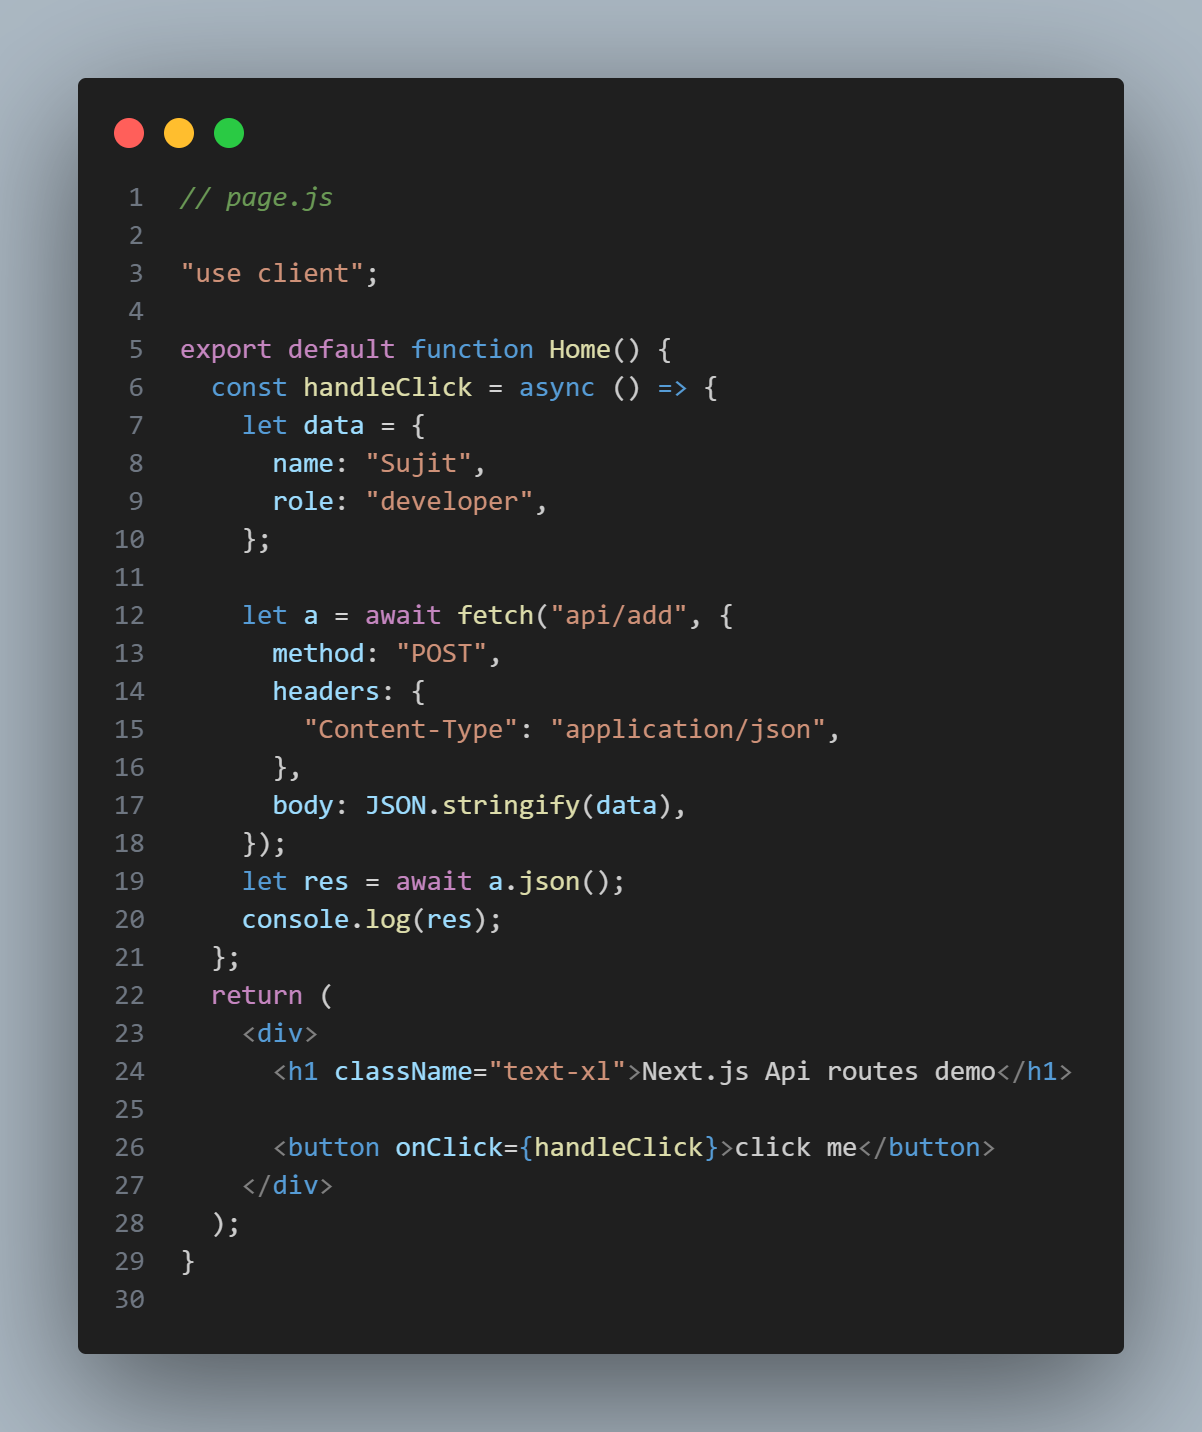 1 // page.js
2
3 "use client";
4
5 export default function Home() {
6   const handleClick = async () => {
7     let data = {
8       name: "Sujit",
9       role: "developer",
10     };
11
12     let a = await fetch("api/add", {
13       method: "POST",
14       headers: {
15         "Content-Type": "application/json",
16       },
17       body: JSON.stringify(data),
18     });
19     let res = await a.json();
20     console.log(res);
21   };
22   return (
23     <div>
24       <h1 className="text-xl">Next.js Api routes demo</h1>
25
26       <button onClick={handleClick}>click me</button>
27     </div>
28   );
29 }
30